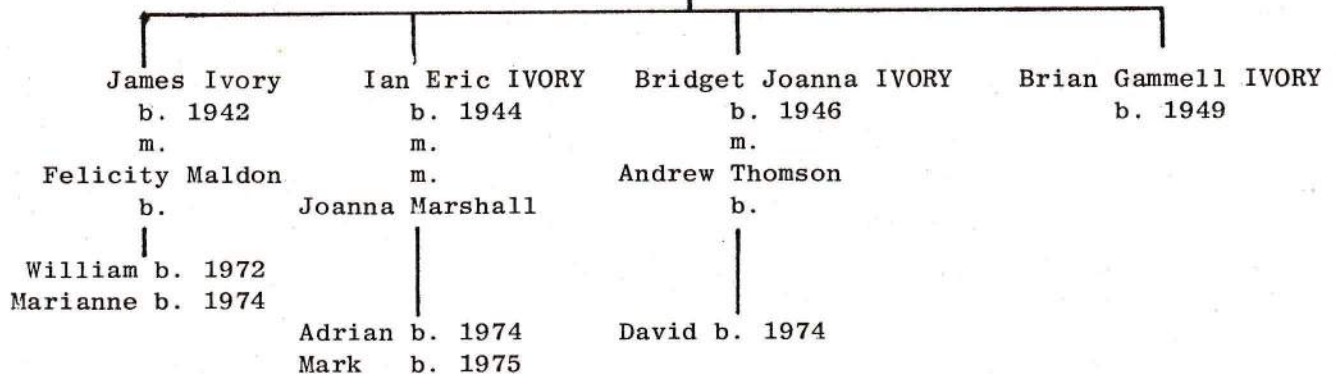 James Ivory Ian Eric IVORY Bridget Joanna IVORY Brian Gammell IVORY
b. 1942 b. 1944 b. 1946 b. 1949
m. m. m.
Felicity Maldon m. Andrew Thomson
b. Joanna Marshall b.
William b. 1972
Marianne b. 1974
Adrian b. 1974 David b. 1974
Mark b. 1975